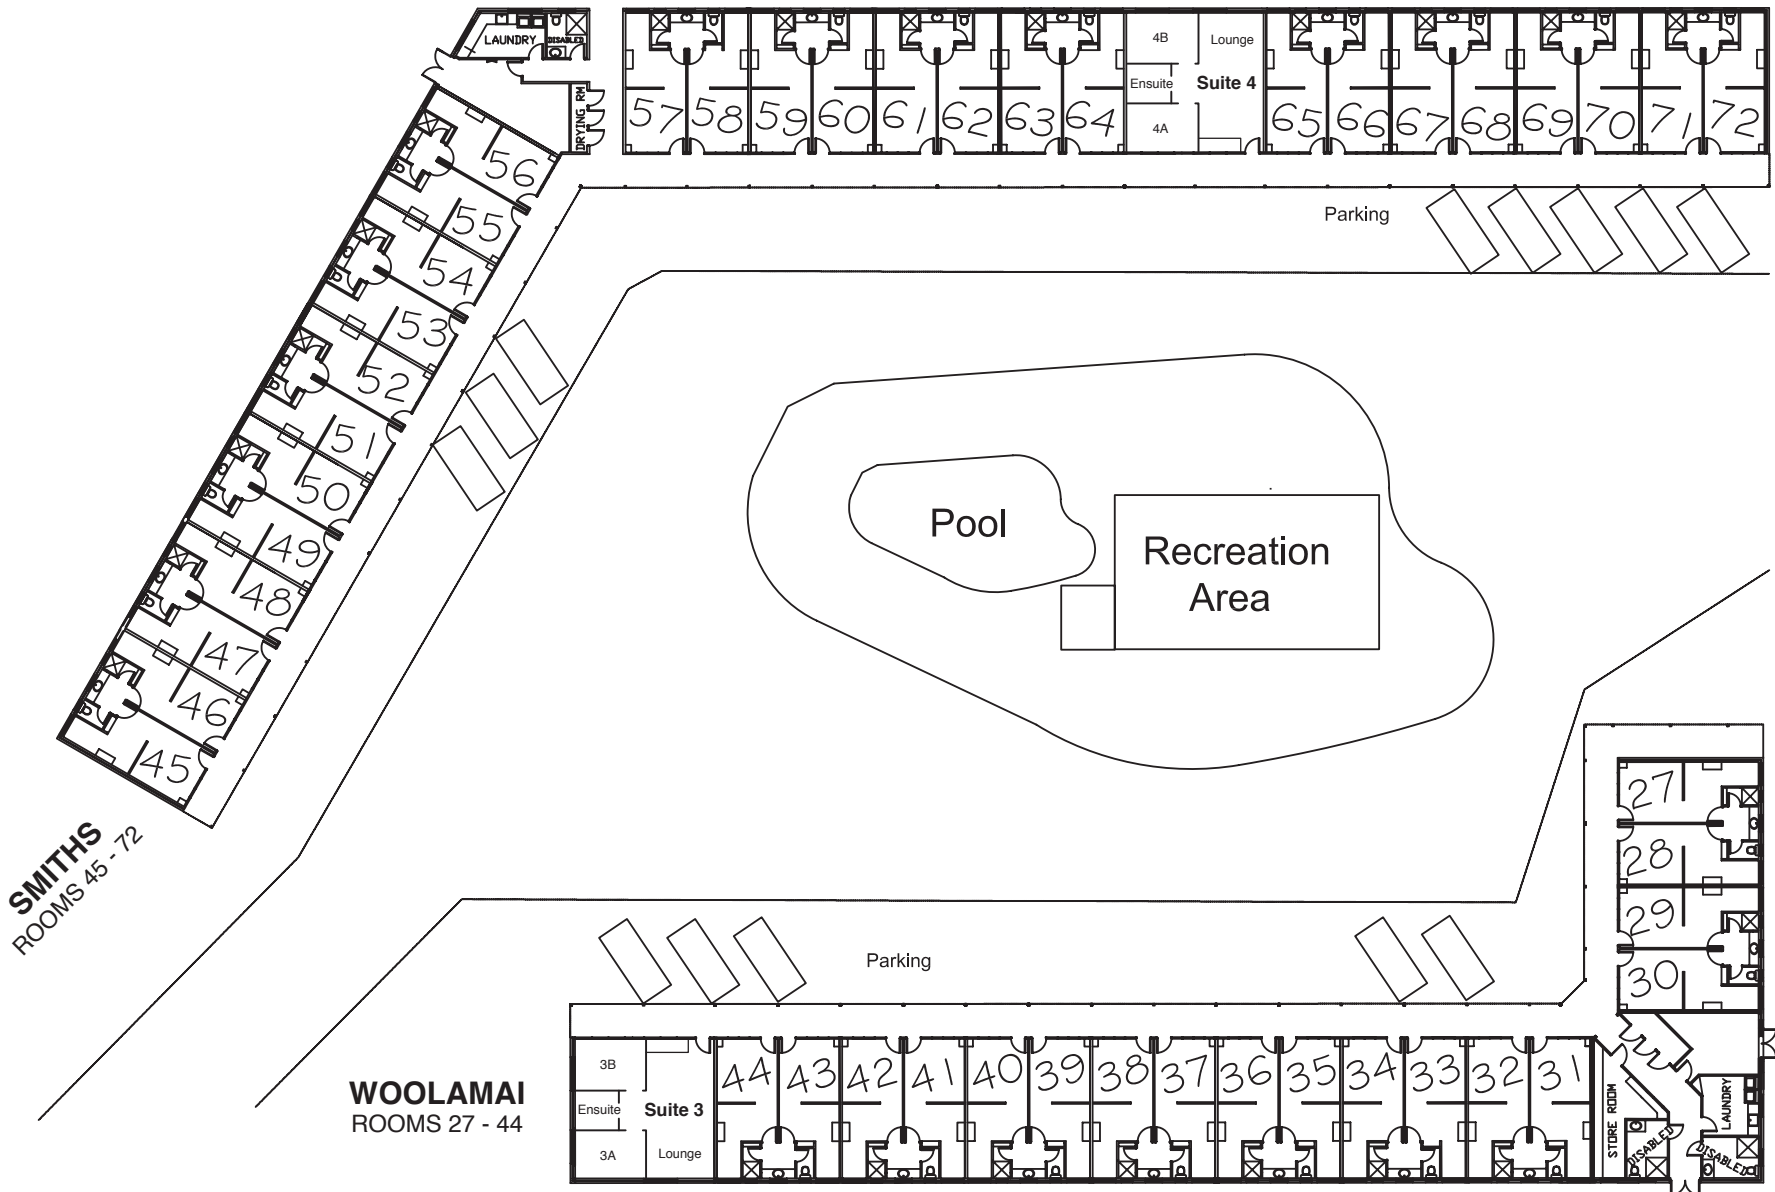 LAUNDRY
DISABLED
DRYING RM
57 58 59 60 61 62 63 64
4B
Lounge
Ensuite
Suite 4
4A
65 66 67 68 69 70 71 72
Parking
56
55
54
53
52
51
50
49
48
47
46
45
SMITHS
ROOMS 45 - 72
Pool
Recreation
Area
27
28
29
30
Parking
WOOLAMAI
ROOMS 27 - 44
3B
Ensuite
Suite 3
3A
Lounge
44 43 42 41 40 39 38 37 36 35 34 33 32 31
STORE ROOM
DISABLED
LAUNDRY
DISABLED